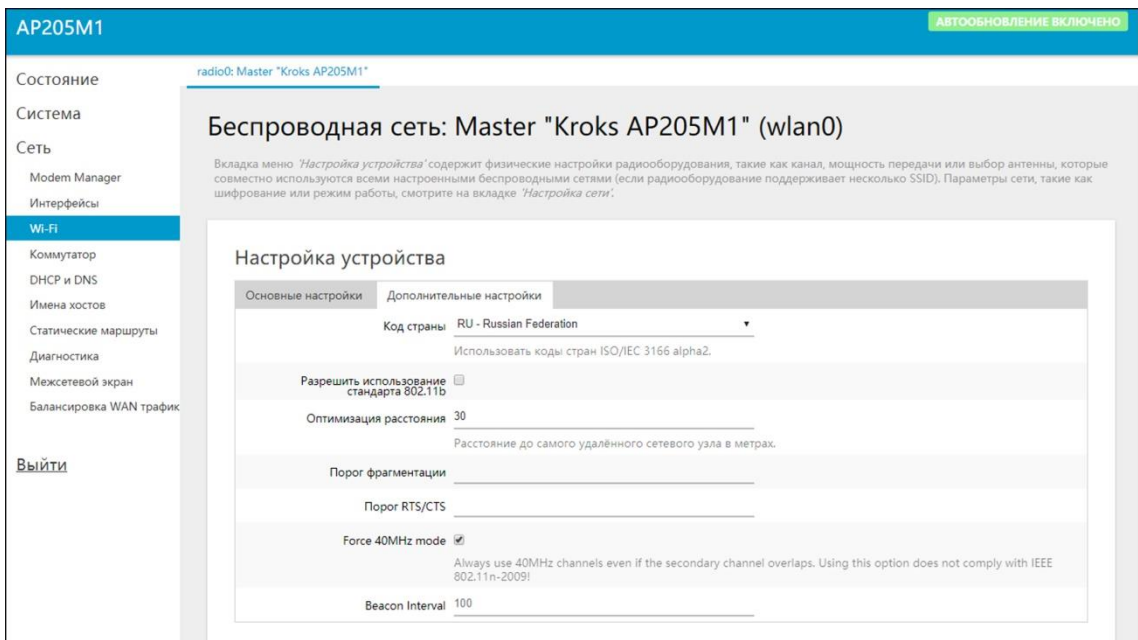 AP205M1
АВТООБНОВЛЕНИЕ ВКЛЮЧЕНО
Состояние
Система
Сеть
Modem Manager
Интерфейсы
Wi-Fi
Коммутатор
DHCP и DNS
Имена хостов
Статические маршруты
Диагностика
Межсетевой экран
Балансировка WAN трафик
Выйти
radio0: Master "Kroks AP205M1"
Беспроводная сеть: Master "Kroks AP205M1" (wlan0)
Вкладка меню 'Настройка устройства' содержит физические настройки радиооборудования, такие как канал, мощность передачи или выбор антенны, которые
совместно используются всеми настроенными беспроводными сетями (если радиооборудование поддерживает несколько SSID). Параметры сети, такие как
шифрование или режим работы, смотрите на вкладке 'Настройка сети'.
Настройка устройства
Основные настройки Дополнительные настройки
Код страны RU - Russian Federation
Использовать коды стран ISO/IEC 3166 alpha2.
Разрешить использование
стандарта 802.11b
Оптимизация расстояния 30
Расстояние до самого удалённого сетевого узла в метрах.
Порог фрагментации
Порог RTS/CTS
Force 40MHz mode
Always use 40MHz channels even if the secondary channel overlaps. Using this option does not comply with IEEE
802.11n-2009!
Beacon Interval 100